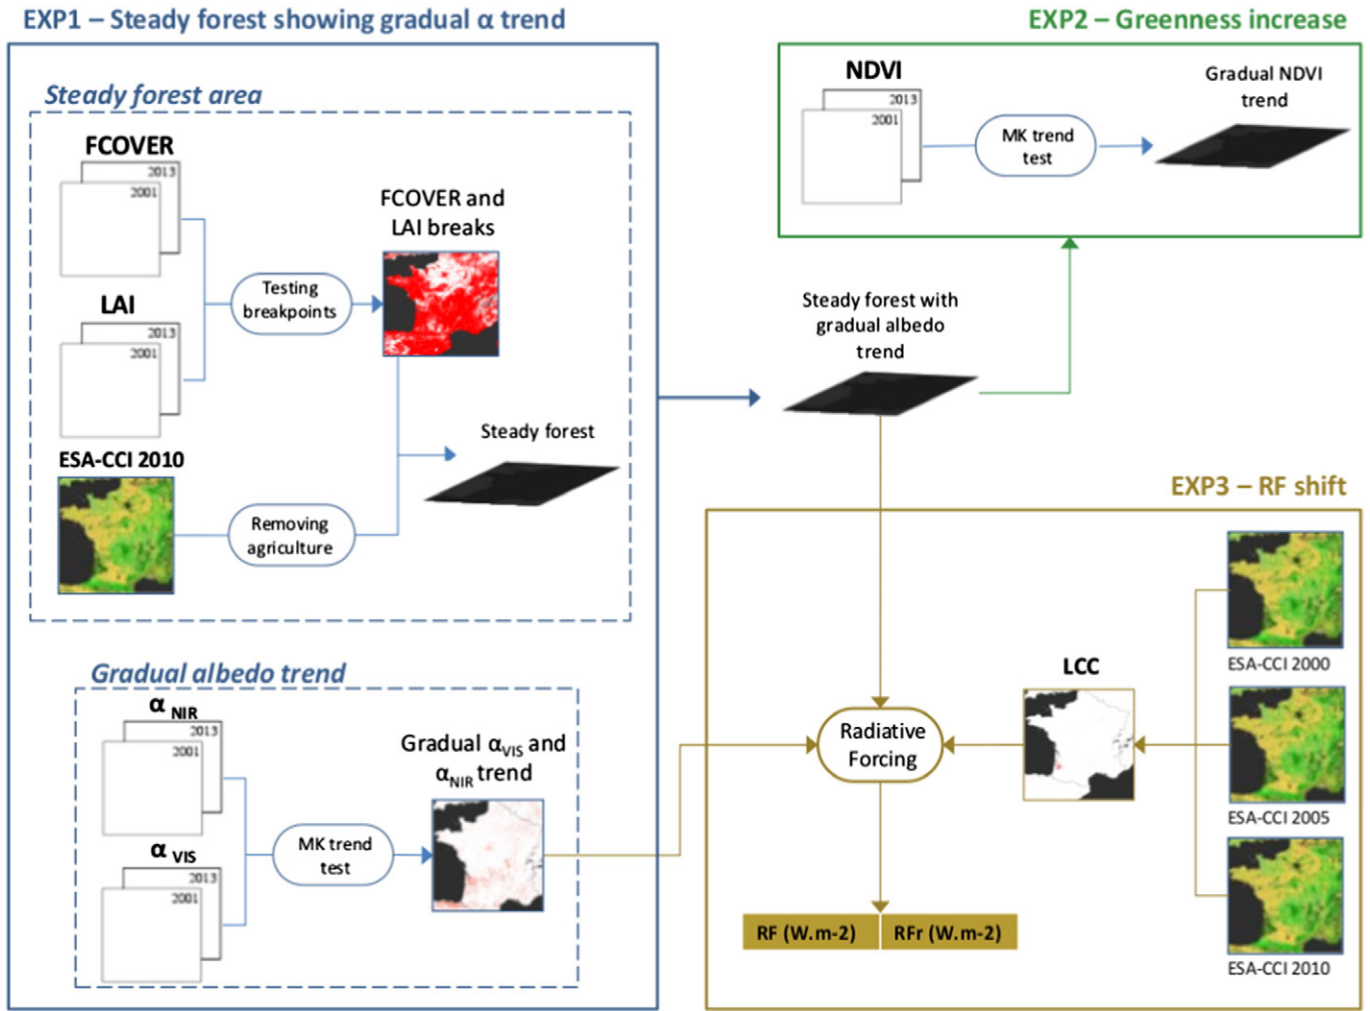 EXP1 – Steady forest showing gradual α trend
Steady forest area
FCOVER
2013
2001
FCOVER and
LAI breaks
Testing
breakpoints
LAI
2013
2001
ESA-CCI 2010
Steady forest
Removing
agriculture
Gradual albedo trend
α NIR
2013
2001
Gradual αVIS and
αNIR trend
MK trend
test
α VIS
2013
2001
EXP2 – Greenness increase
NDVI
2013
2001
MK trend
test
Gradual NDVI
trend
Steady forest with
gradual albedo
trend
EXP3 – RF shift
ESA-CCI 2000
LCC
Radiative
Forcing
ESA-CCI 2005
RF (W.m-2)
RFr (W.m-2)
ESA-CCI 2010